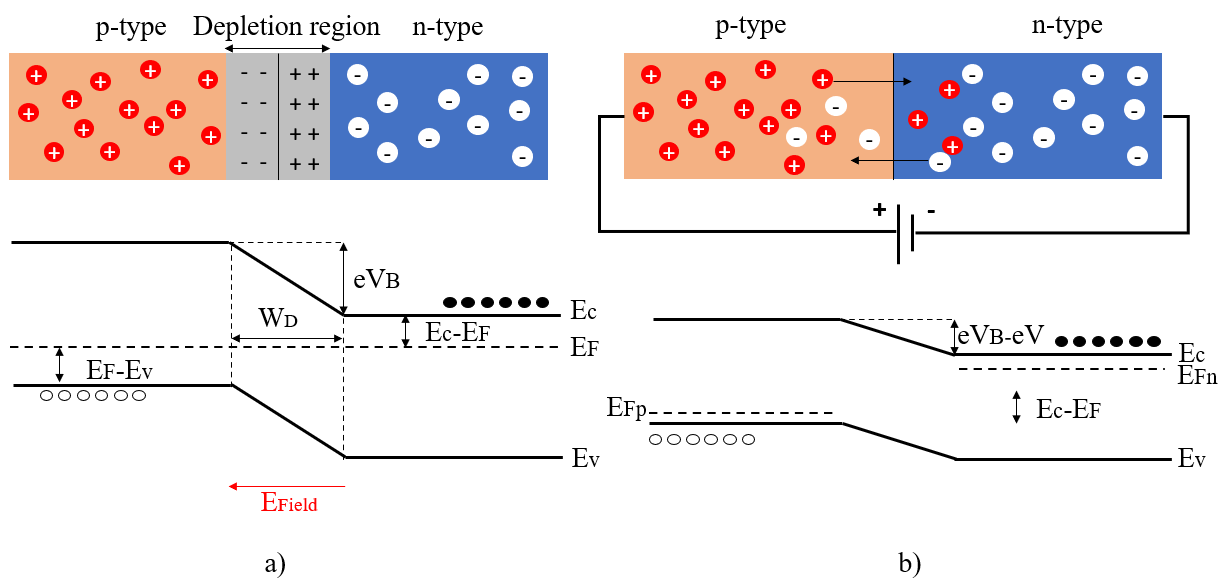 p-type Depletion region n-type
- - + +
- - + +
- - + +
- - + +
eVB
WD
Ec
Ec-EF
EF
EF-Ev
Ev
EField
a)
p-type n-type
+ -
eVB-eV
Ec
EFn
EFp
Ec-EF
Ev
b)